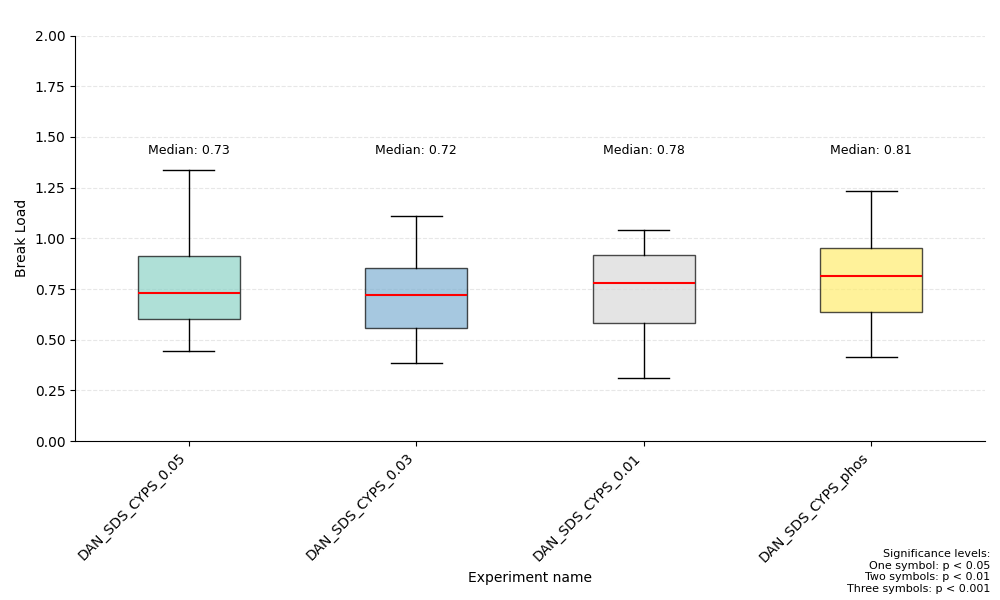 2.00
1.75
1.50
1.25
1.00
0.75
0.50
0.25
0.00
Break Load
Median: 0.73
Median: 0.72
Median: 0.78
Median: 0.81
DAN_SDS_CYPS_0.05
DAN_SDS_CYPS_0.03
DAN_SDS_CYPS_0.01
DAN_SDS_CYPS_phos
Experiment name
Significance levels:
One symbol: p < 0.05
Two symbols: p < 0.01
Three symbols: p < 0.001